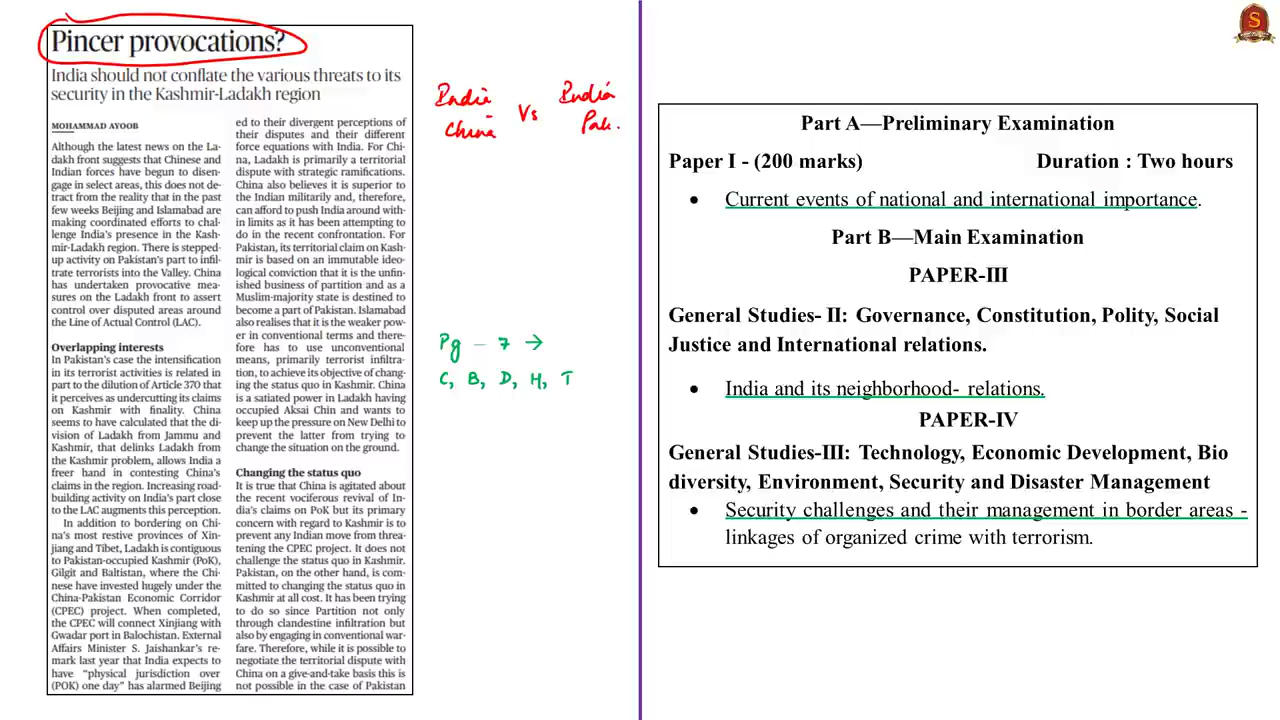 Pincer provocations?
India should not conflate the various threats to its
security in the Kashmir-Ladakh region
MOHAMMAD AYOOB
Although the latest news on the La-
dakh front suggests that Chinese and
Indian forces have begun to disen-
gage in select areas, this does not de-
tract from the reality that in the past
few weeks Beijing and Islamabad are
making coordinated efforts to chal-
lenge India's presence in the Kash-
mir-Ladakh region. There is stepped-
up activity on Pakistan's part to infil-
trate terrorists into the Valley. China
has undertaken provocative mea-
sures on the Ladakh front to assert
control over disputed areas around
the Line of Actual Control (LAC).
Overlapping interests
In Pakistan's case the intensification
in its terrorist activities is related in
part to the dilution of Article 370 that
it perceives as undercutting its claims
on Kashmir with finality. China
seems to have calculated that the di-
vision of Ladakh from Jammu and
Kashmir, that delinks Ladakh from
the Kashmir problem, allows India a
freer hand in contesting China's
claims in the region. Increasing road-
building activity on India's part close
to the LAC augments this perception.
In addition to bordering on Chi-
na's most restive provinces of Xin-
jiang and Tibet, Ladakh is contiguous
to Pakistan-occupied Kashmir (PoK),
Gilgit and Baltistan, where the Chi-
nese have invested hugely under the
China-Pakistan Economic Corridor
(CPEC) project. When completed,
the CPEC will connect Xinjiang with
Gwadar port in Balochistan. External
Affairs Minister S. Jaishankar's re-
mark last year that India expects to
have "physical jurisdiction over
(POK) one day" has alarmed Beijing
ed to their divergent perceptions of
their disputes and their different
force equations with India. For Chi-
na, Ladakh is primarily a territorial
dispute with strategic ramifications.
China also believes it is superior to
the Indian militarily and, therefore,
can afford to push India around with-
in limits as it has been attempting to
do in the recent confrontation. For
Pakistan, its territorial claim on Kash-
mir is based on an immutable ideo-
logical conviction that it is the unfin-
ished business of partition and as a
Muslim-majority state is destined to
become a part of Pakistan. Islamabad
also realises that it is the weaker pow-
er in conventional terms and there-
fore has to use unconventional
means, primarily terrorist infiltra-
tion, to achieve its objective of chang-
ing the status quo in Kashmir. China
is a satiated power in Ladakh having
occupied Aksai Chin and wants to
keep up the pressure on New Delhi to
prevent the latter from trying to
change the situation on the ground.
Changing the status quo
It is true that China is agitated about
the recent vociferous revival of In-
dia's claims on PoK but its primary
concern with regard to Kashmir is to
prevent any Indian move from threa-
tening the CPEC project. It does not
challenge the status quo in Kashmir.
Pakistan, on the other hand, is com-
mitted to changing the status quo in
Kashmir at all cost. It has been trying
to do so since Partition not only
through clandestine infiltration but
also by engaging in conventional war-
fare. Therefore, while it is possible to
negotiate the territorial dispute with
China on a give-and-take basis this is
not possible in the case of Pakistan
India Vs India
China Pak.
Pg - 7 →
C, B, D, H, T
S
Part A—Preliminary Examination
Paper I - (200 marks) Duration : Two hours
• Current events of national and international importance.
Part B—Main Examination
PAPER-III
General Studies- II: Governance, Constitution, Polity, Social
Justice and International relations.
• India and its neighborhood- relations.
PAPER-IV
General Studies-III: Technology, Economic Development, Bio
diversity, Environment, Security and Disaster Management
• Security challenges and their management in border areas -
linkages of organized crime with terrorism.